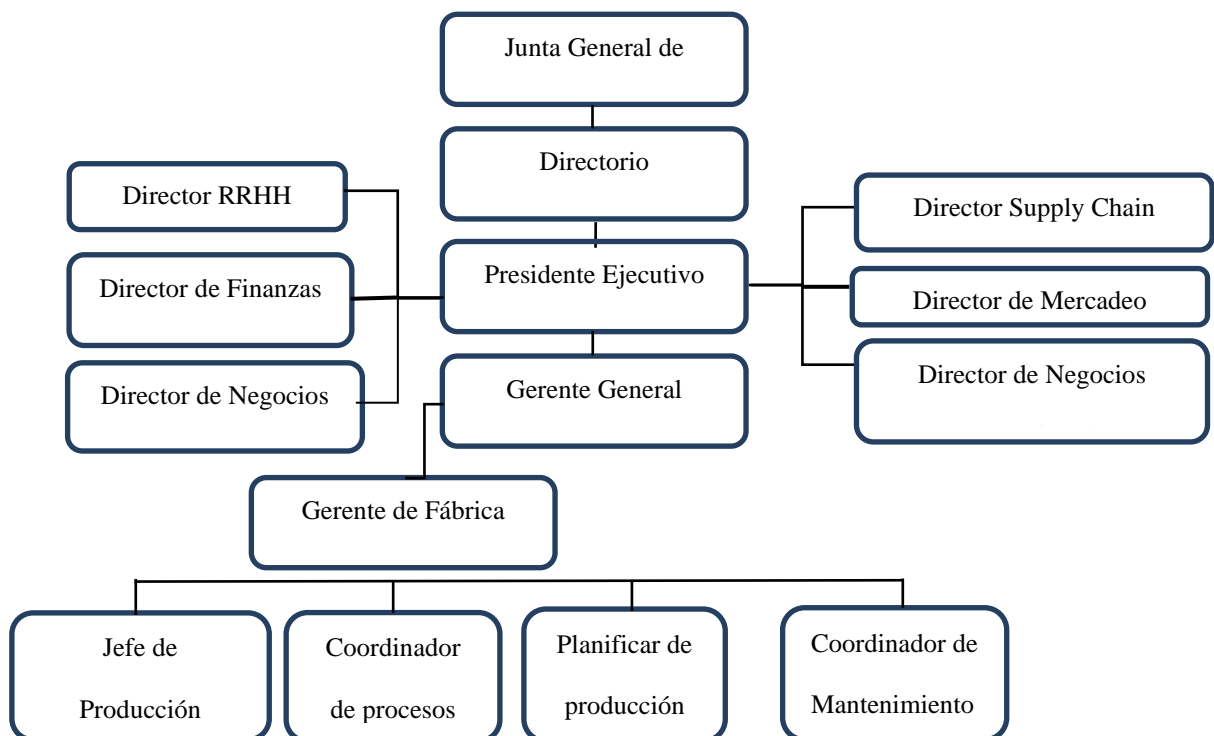 Junta General de
Directorio
Director RRHH
Director Supply Chain
Presidente Ejecutivo
Director de Finanzas
Director de Mercadeo
Gerente General
Director de Negocios
Director de Negocios
Gerente de Fábrica
Jefe de
Producción
Coordinador
de procesos
Planificar de
producción
Coordinador de
Mantenimiento